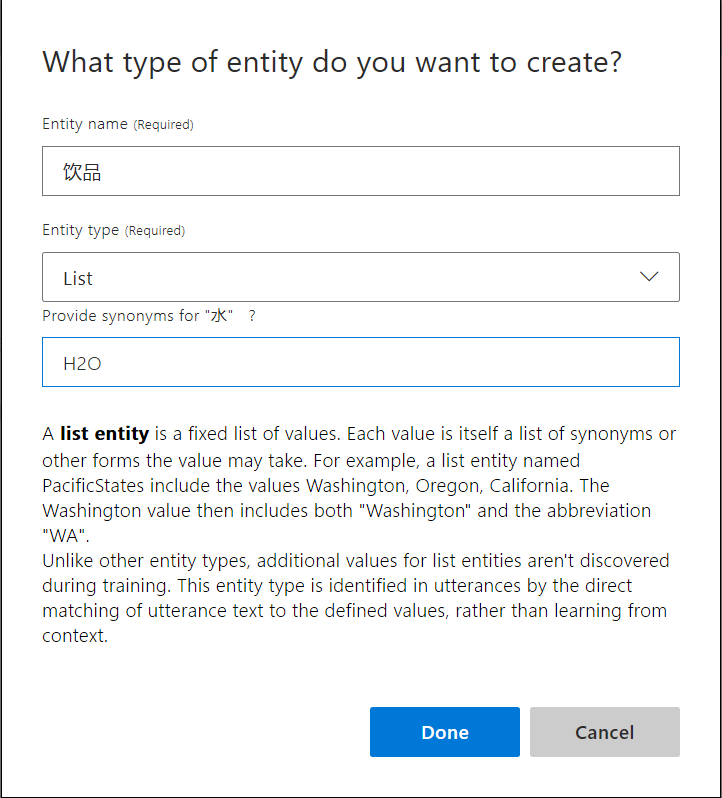 What type of entity do you want to create?
Entity name (Required)
饮品
Entity type (Required)
List
Provide synonyms for "水" ?
H2O
A list entity is a fixed list of values. Each value is itself a list of synonyms or
other forms the value may take. For example, a list entity named
PacificStates include the values Washington, Oregon, California. The
Washington value then includes both "Washington" and the abbreviation
"WA".
Unlike other entity types, additional values for list entities aren't discovered
during training. This entity type is identified in utterances by the direct
matching of utterance text to the defined values, rather than learning from
context.
Done
Cancel